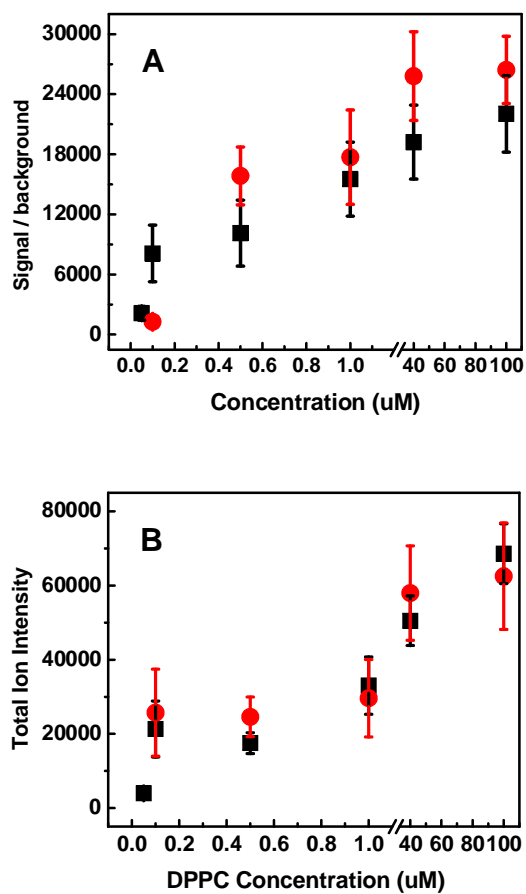 A
30000
24000
18000
12000
6000
0
Signal / background
0.0 0.2 0.4 0.6 0.8 1.0 40 60 80 100
Concentration (uM)
B
80000
60000
40000
20000
0
Total Ion Intensity
0.0 0.2 0.4 0.6 0.8 1.0 40 60 80 100
DPPC Concentration (uM)